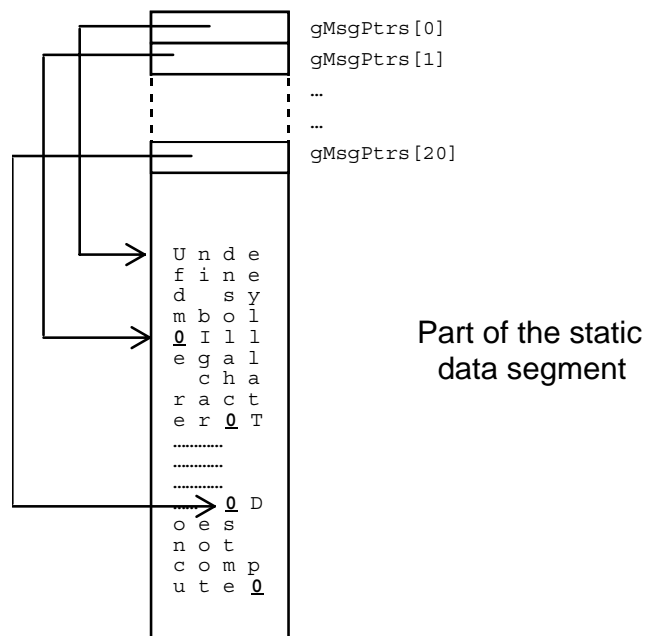 gMsgPtrs[0]
gMsgPtrs[1]
…
…
gMsgPtrs[20]
U n d e
f i n e
d s y
m b o l
0 I l l
e g a l
c h a
r a c t
e r 0 T
…………
…………
…………
…… 0 D
o e s
n o t
c o m p
u t e 0
Part of the static
data segment